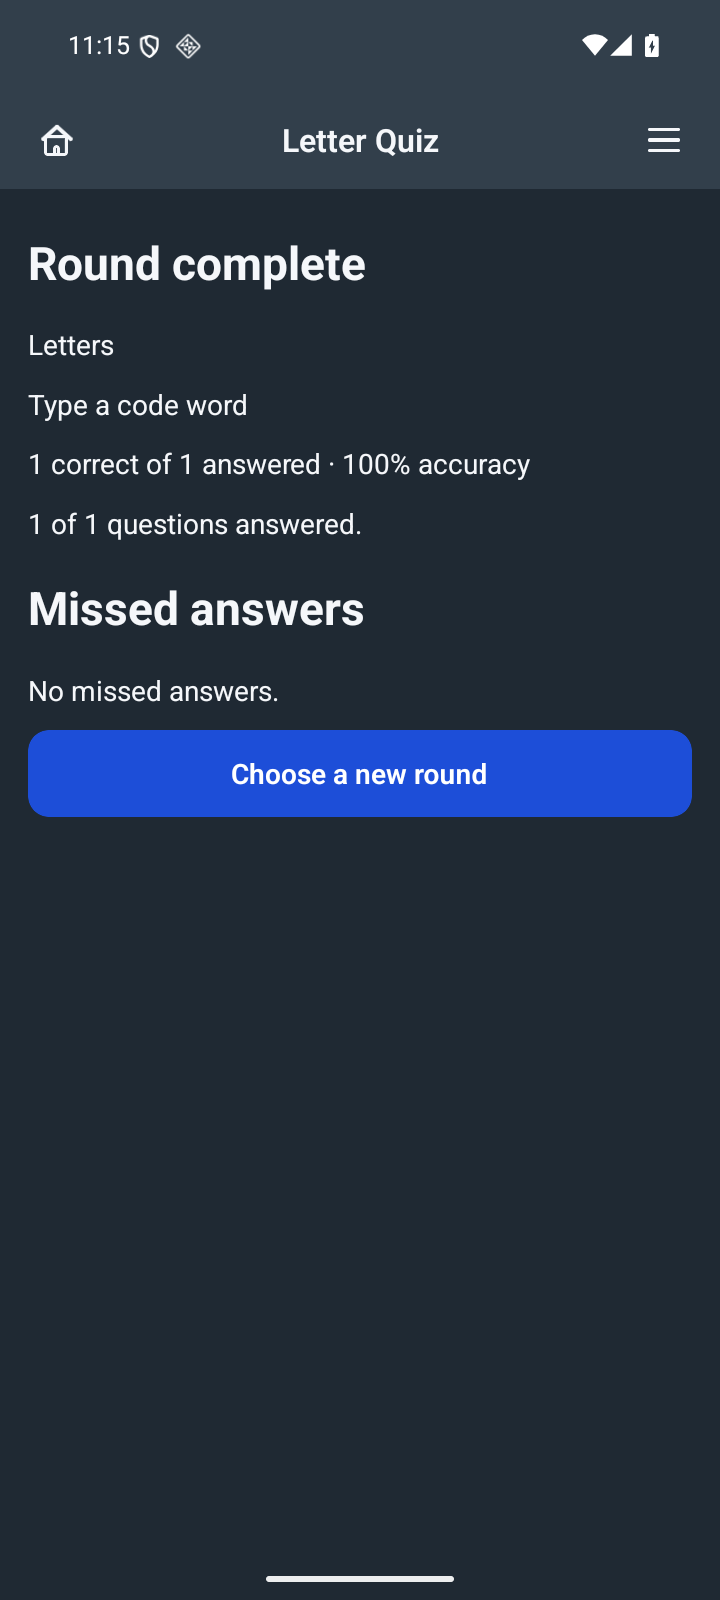 11:15
Letter Quiz
Round complete
Letters
Type a code word
1 correct of 1 answered · 100% accuracy
1 of 1 questions answered.
Missed answers
No missed answers.
Choose a new round